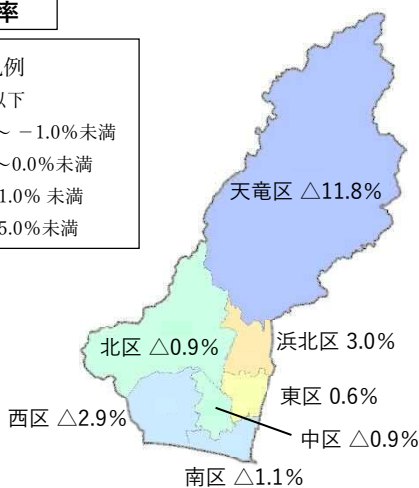 率
凡例
以下
～ －1.0%未満
～0.0%未満
1.0% 未満
5.0%未満
天竜区 △11.8%
北区 △0.9%
浜北区 3.0%
東区 0.6%
西区 △2.9%
中区 △0.9%
南区 △1.1%